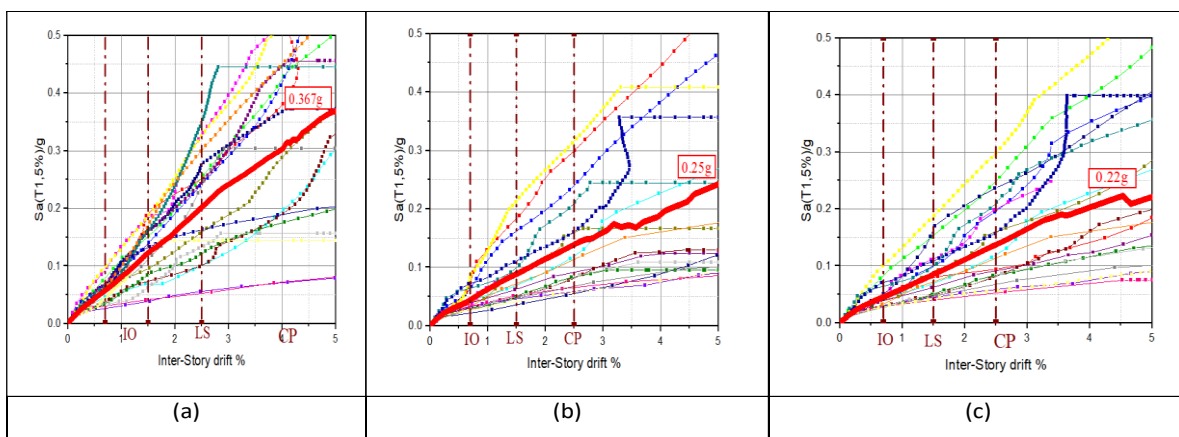 0.5
0.4
0.3
0.2
0.1
0.0
Sa(T1,5%)/g
0.367g
IO
LS
CP
0
1
2
3
4
5
Inter-Story drift %
(a)
0.5
0.4
0.3
0.2
0.1
0.0
Sa(T1,5%)/g
0.25g
0
1
2
3
4
5
IO
LS
CP
Inter-Story drift %
(b)
0.5
0.4
0.3
0.2
0.1
0.0
Sa(T1,5%)/g
0.22g
0
1
2
3
4
5
IO
LS
CP
Inter-Story drift %
(c)